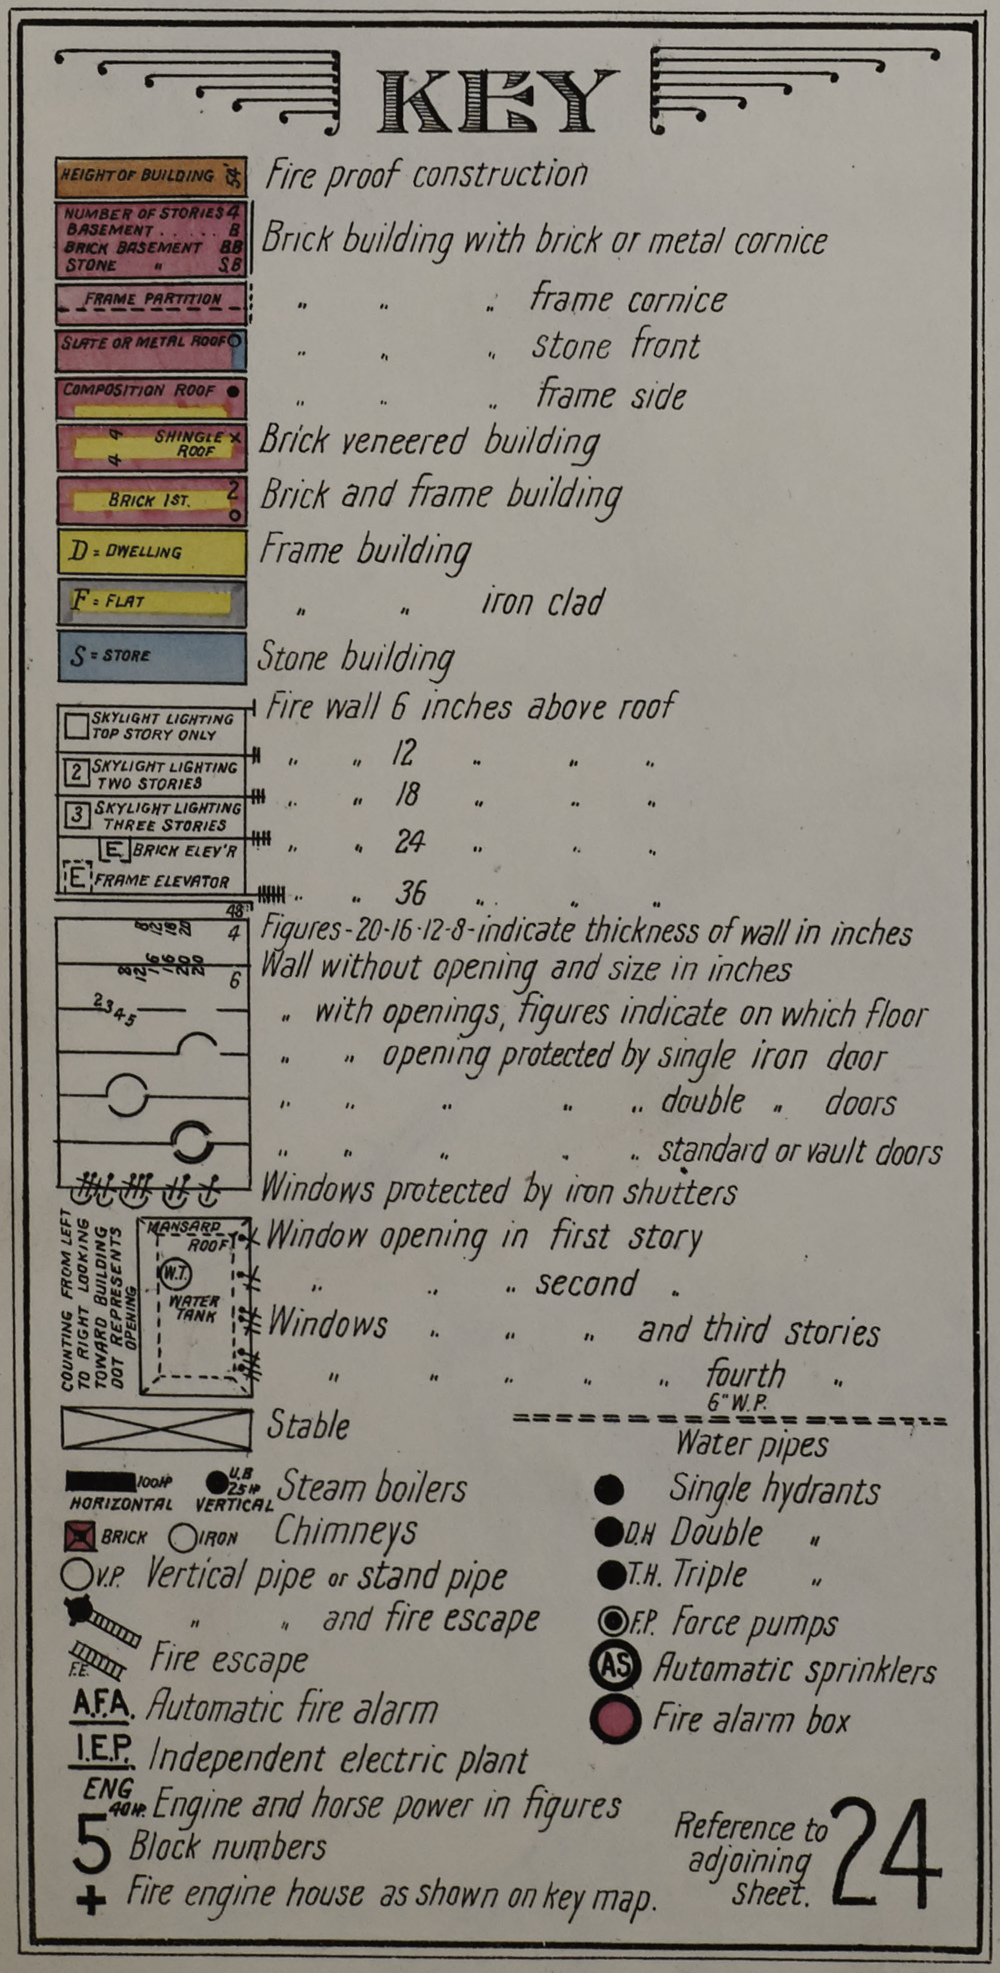 KEY
HEIGHT OF BUILDING 54' Fire proof construction
NUMBER OF STORIES 4
BASEMENT . . . . . B
BRICK BASEMENT BB
STONE " S.B
Brick building with brick or metal cornice
FRAME PARTITION " " " frame cornice
SLATE OR METAL ROOF " " " stone front
COMPOSITION ROOF " " " frame side
4 4 SHINGLE x
ROOF
Brick veneered building
BRICK 1ST. 2 Brick and frame building
D = DWELLING Frame building
F = FLAT " " iron clad
S = STORE Stone building
Fire wall 6 inches above roof
SKYLIGHT LIGHTING
TOP STORY ONLY
" " 12 " " "
2 SKYLIGHT LIGHTING
TWO STORIES
" " 18 " " "
3 SKYLIGHT LIGHTING
THREE STORIES
" " 24 " " "
E BRICK ELEV'R
E FRAME ELEVATOR
" " 36 " " "
48"
8 12 16 20 4 Figures-20-16-12-8-indicate thickness of wall in inches
8 12 16 16 20 20 6 Wall without opening and size in inches
2345 " with openings, figures indicate on which floor
" " opening protected by single iron door
" " " " " double " doors
" " " " " standard or vault doors
Windows protected by iron shutters
COUNTING FROM LEFT
TO RIGHT LOOKING
TOWARD BUILDING
DOT REPRESENTS
OPENING
MANSARD
ROOF
W.T.
WATER
TANK
Window opening in first story
" " " second "
Windows " " " and third stories
" " " " " fourth "
Stable
6" W.P.
Water pipes
100HP
HORIZONTAL
U.B
25HP
VERTICAL
Steam boilers
BRICK IRON Chimneys
V.P. Vertical pipe or stand pipe
" " and fire escape
F.E. Fire escape
A.F.A. Automatic fire alarm
I.E.P. Independent electric plant
ENG
40HP. Engine and horse power in figures
5 Block numbers
+ Fire engine house as shown on key map.
Single hydrants
D.H Double "
T.H. Triple "
F.P. Force pumps
AS Automatic sprinklers
Fire alarm box
Reference to
adjoining
sheet.
24